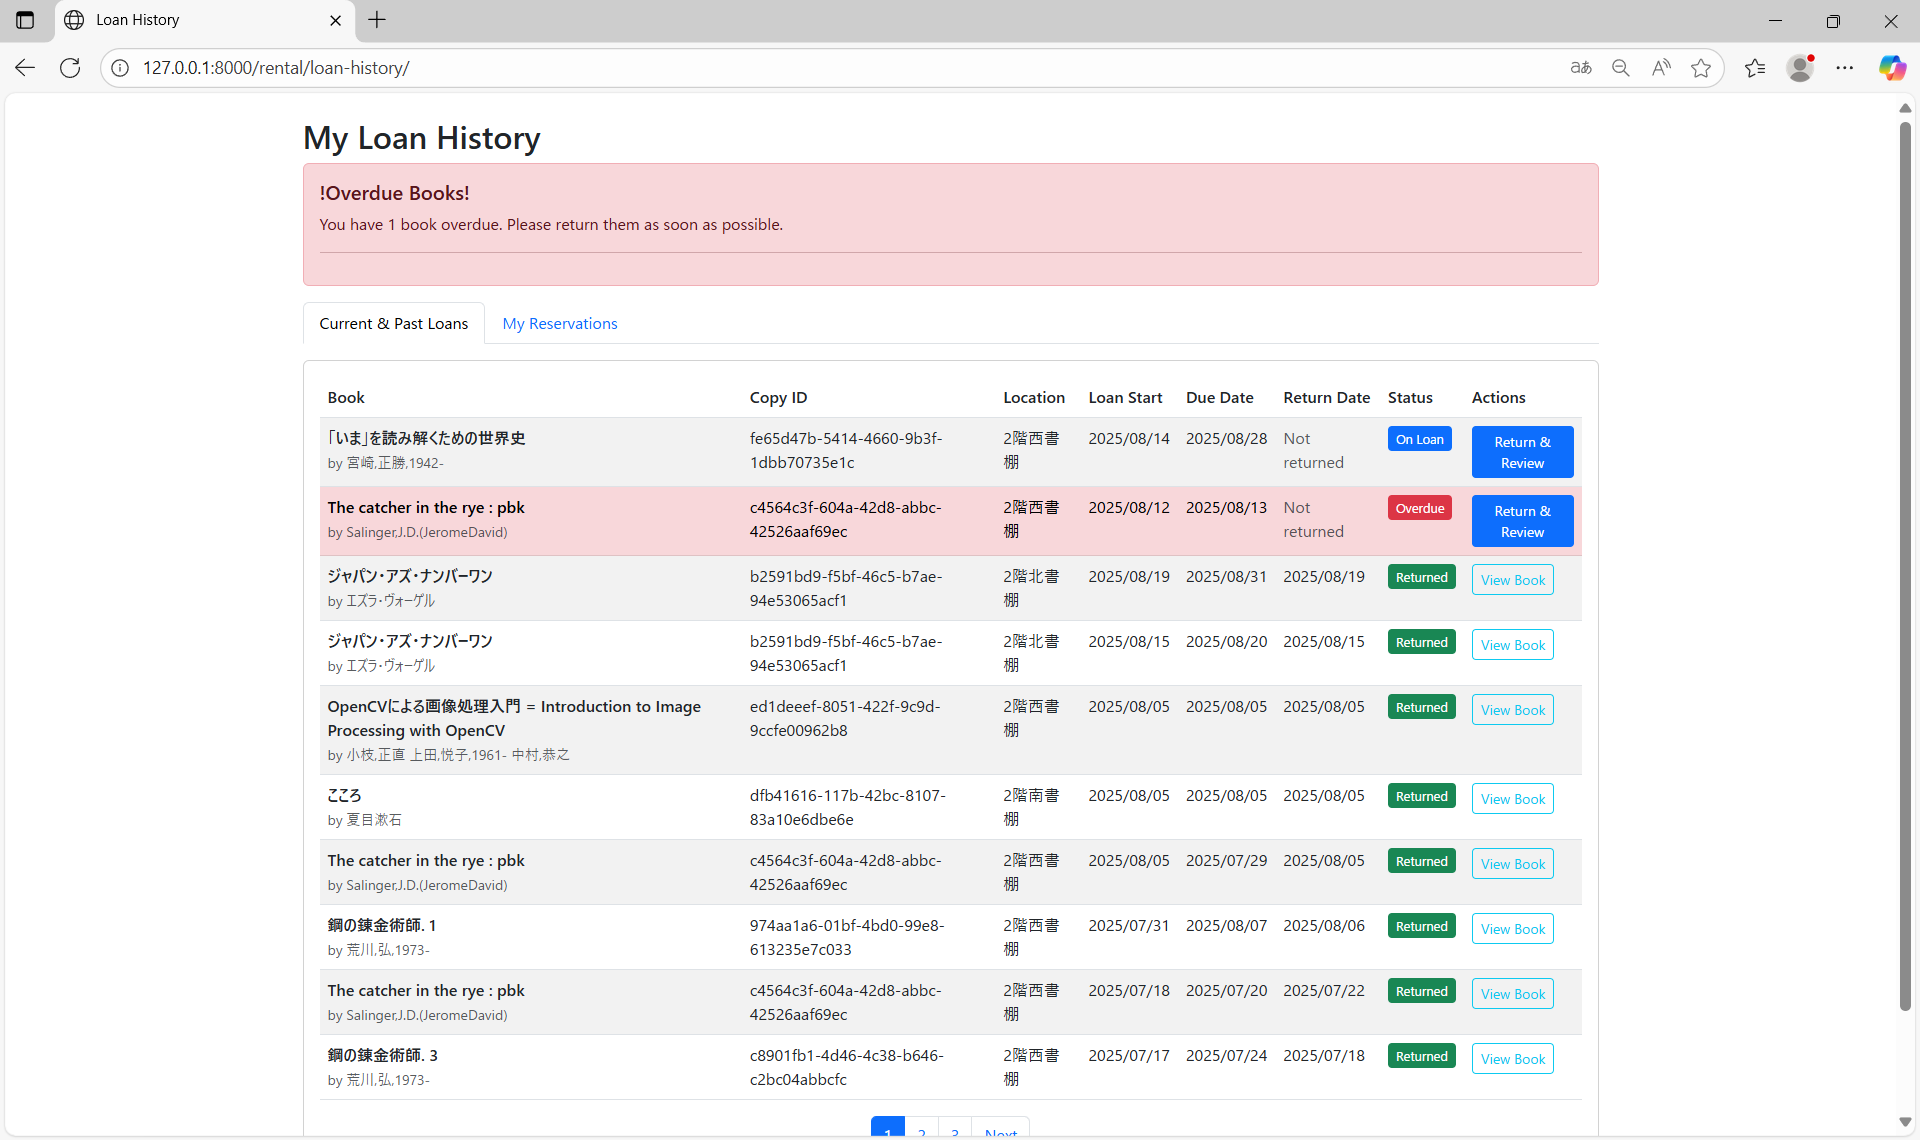 Loan History
127.0.0.1:8000/rental/loan-history/
aあ
My Loan History
!Overdue Books!
You have 1 book overdue. Please return them as soon as possible.
Current & Past Loans
My Reservations
Book Copy ID Location Loan Start Due Date Return Date Status Actions
「いま」を読み解くための世界史 fe65d47b-5414-4660-9b3f- 2階西書 2025/08/14 2025/08/28 Not On Loan Return &
by 宮崎,正勝,1942- 1dbb70735e1c 棚 returned Review
The catcher in the rye : pbk c4564c3f-604a-42d8-abbc- 2階西書 2025/08/12 2025/08/13 Not Overdue Return &
by Salinger,J.D.(JeromeDavid) 42526aaf69ec 棚 returned Review
ジャパン・アズ・ナンバーワン b2591bd9-f5bf-46c5-b7ae- 2階北書 2025/08/19 2025/08/31 2025/08/19 Returned View Book
by エズラ・ヴォーゲル 94e53065acf1 棚
ジャパン・アズ・ナンバーワン b2591bd9-f5bf-46c5-b7ae- 2階北書 2025/08/15 2025/08/20 2025/08/15 Returned View Book
by エズラ・ヴォーゲル 94e53065acf1 棚
OpenCVによる画像処理入門 = Introduction to Image ed1deeef-8051-422f-9c9d- 2階西書 2025/08/05 2025/08/05 2025/08/05 Returned View Book
Processing with OpenCV 9ccfe00962b8 棚
by 小枝,正直 上田,悦子,1961- 中村,恭之
こころ dfb41616-117b-42bc-8107- 2階南書 2025/08/05 2025/08/05 2025/08/05 Returned View Book
by 夏目漱石 83a10e6dbe6e 棚
The catcher in the rye : pbk c4564c3f-604a-42d8-abbc- 2階西書 2025/08/05 2025/07/29 2025/08/05 Returned View Book
by Salinger,J.D.(JeromeDavid) 42526aaf69ec 棚
鋼の錬金術師. 1 974aa1a6-01bf-4bd0-99e8- 2階西書 2025/07/31 2025/08/07 2025/08/06 Returned View Book
by 荒川,弘,1973- 613235e7c033 棚
The catcher in the rye : pbk c4564c3f-604a-42d8-abbc- 2階西書 2025/07/18 2025/07/20 2025/07/22 Returned View Book
by Salinger,J.D.(JeromeDavid) 42526aaf69ec 棚
鋼の錬金術師. 3 c8901fb1-4d46-4c38-b646- 2階西書 2025/07/17 2025/07/24 2025/07/18 Returned View Book
by 荒川,弘,1973- c2bc04abbcfc 棚
1 2 3 Next